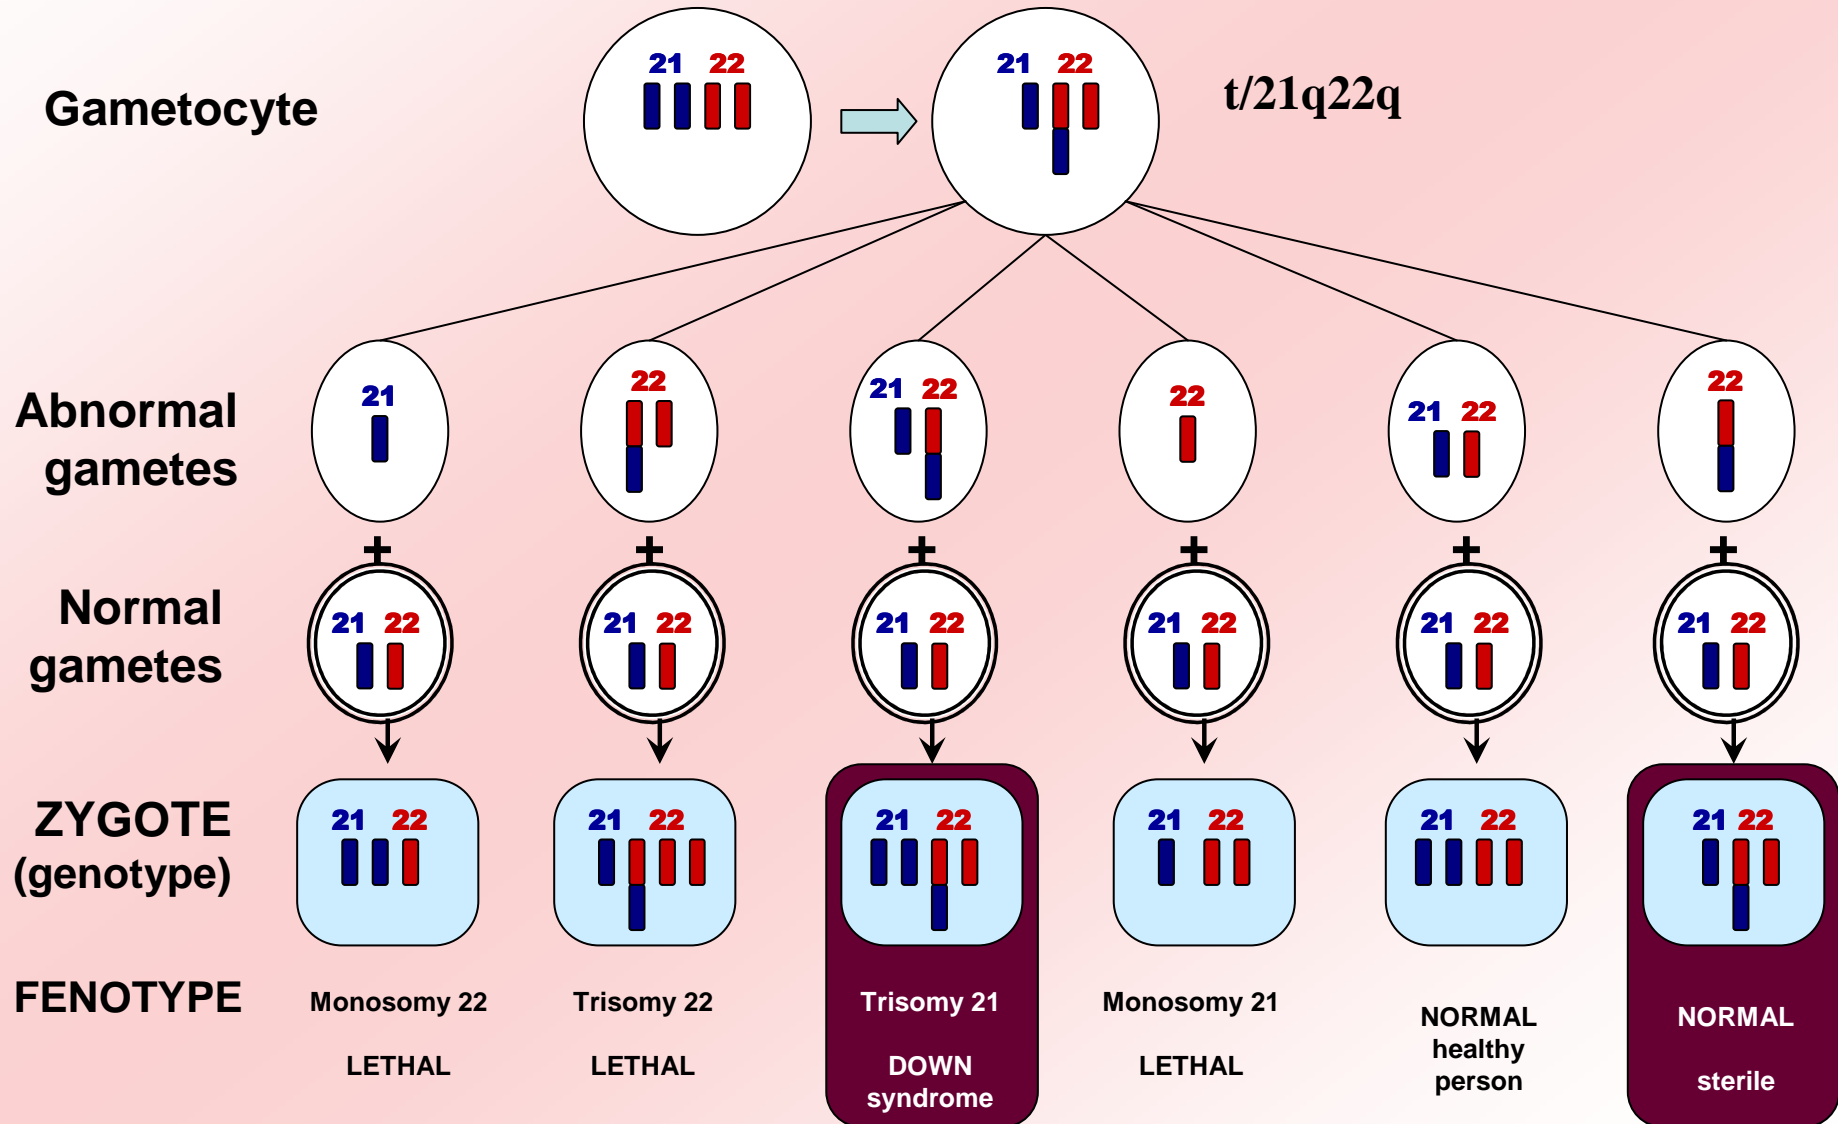 21 22
21 22
t/21q22q
Gametocyte
Abnormal
gametes
21
22
21 22
22
21 22
22
+ + + + + +
Normal
gametes
21 22
21 22
21 22
21 22
21 22
21 22
ZYGOTE
(genotype)
21 22
21 22
21 22
21 22
21 22
21 22
FENOTYPE
Monosomy 22
LETHAL
Trisomy 22
LETHAL
Trisomy 21
DOWN
syndrome
Monosomy 21
LETHAL
NORMAL
healthy
person
NORMAL
sterile